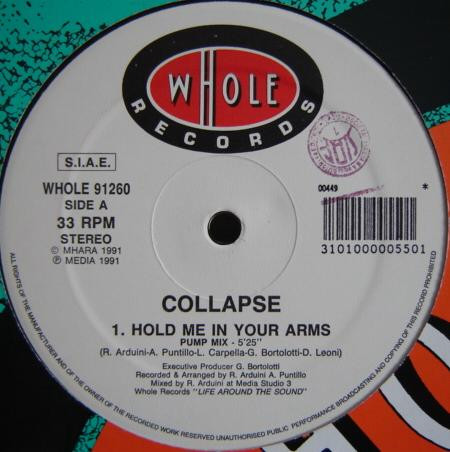 WHOLE
RECORDS
S.I.A.E.
WHOLE 91260
SIDE A
33 RPM
STEREO
© MHARA 1991
℗ MEDIA 1991
00449
*
3101000005501
COLLAPSE
1. HOLD ME IN YOUR ARMS
PUMP MIX - 5'25"
(R. Arduini-A. Puntillo-L. Carpella-G. Bortolotti-D. Leoni)
Executive Producer G. Bortolotti
Recorded & Arranged by R. Arduini A. Puntillo
Mixed by R. Arduini at Media Studio 3
Whole Records "LIFE AROUND THE SOUND"
ALL RIGHTS OF THE MANUFACTURER AND OF THE OWNER OF THE RECORDED WORK RESERVED UNAUTHORISED PUBLIC PERFORMANCE BROADCASTING AND COPYING OF THIS RECORD PROHIBITED